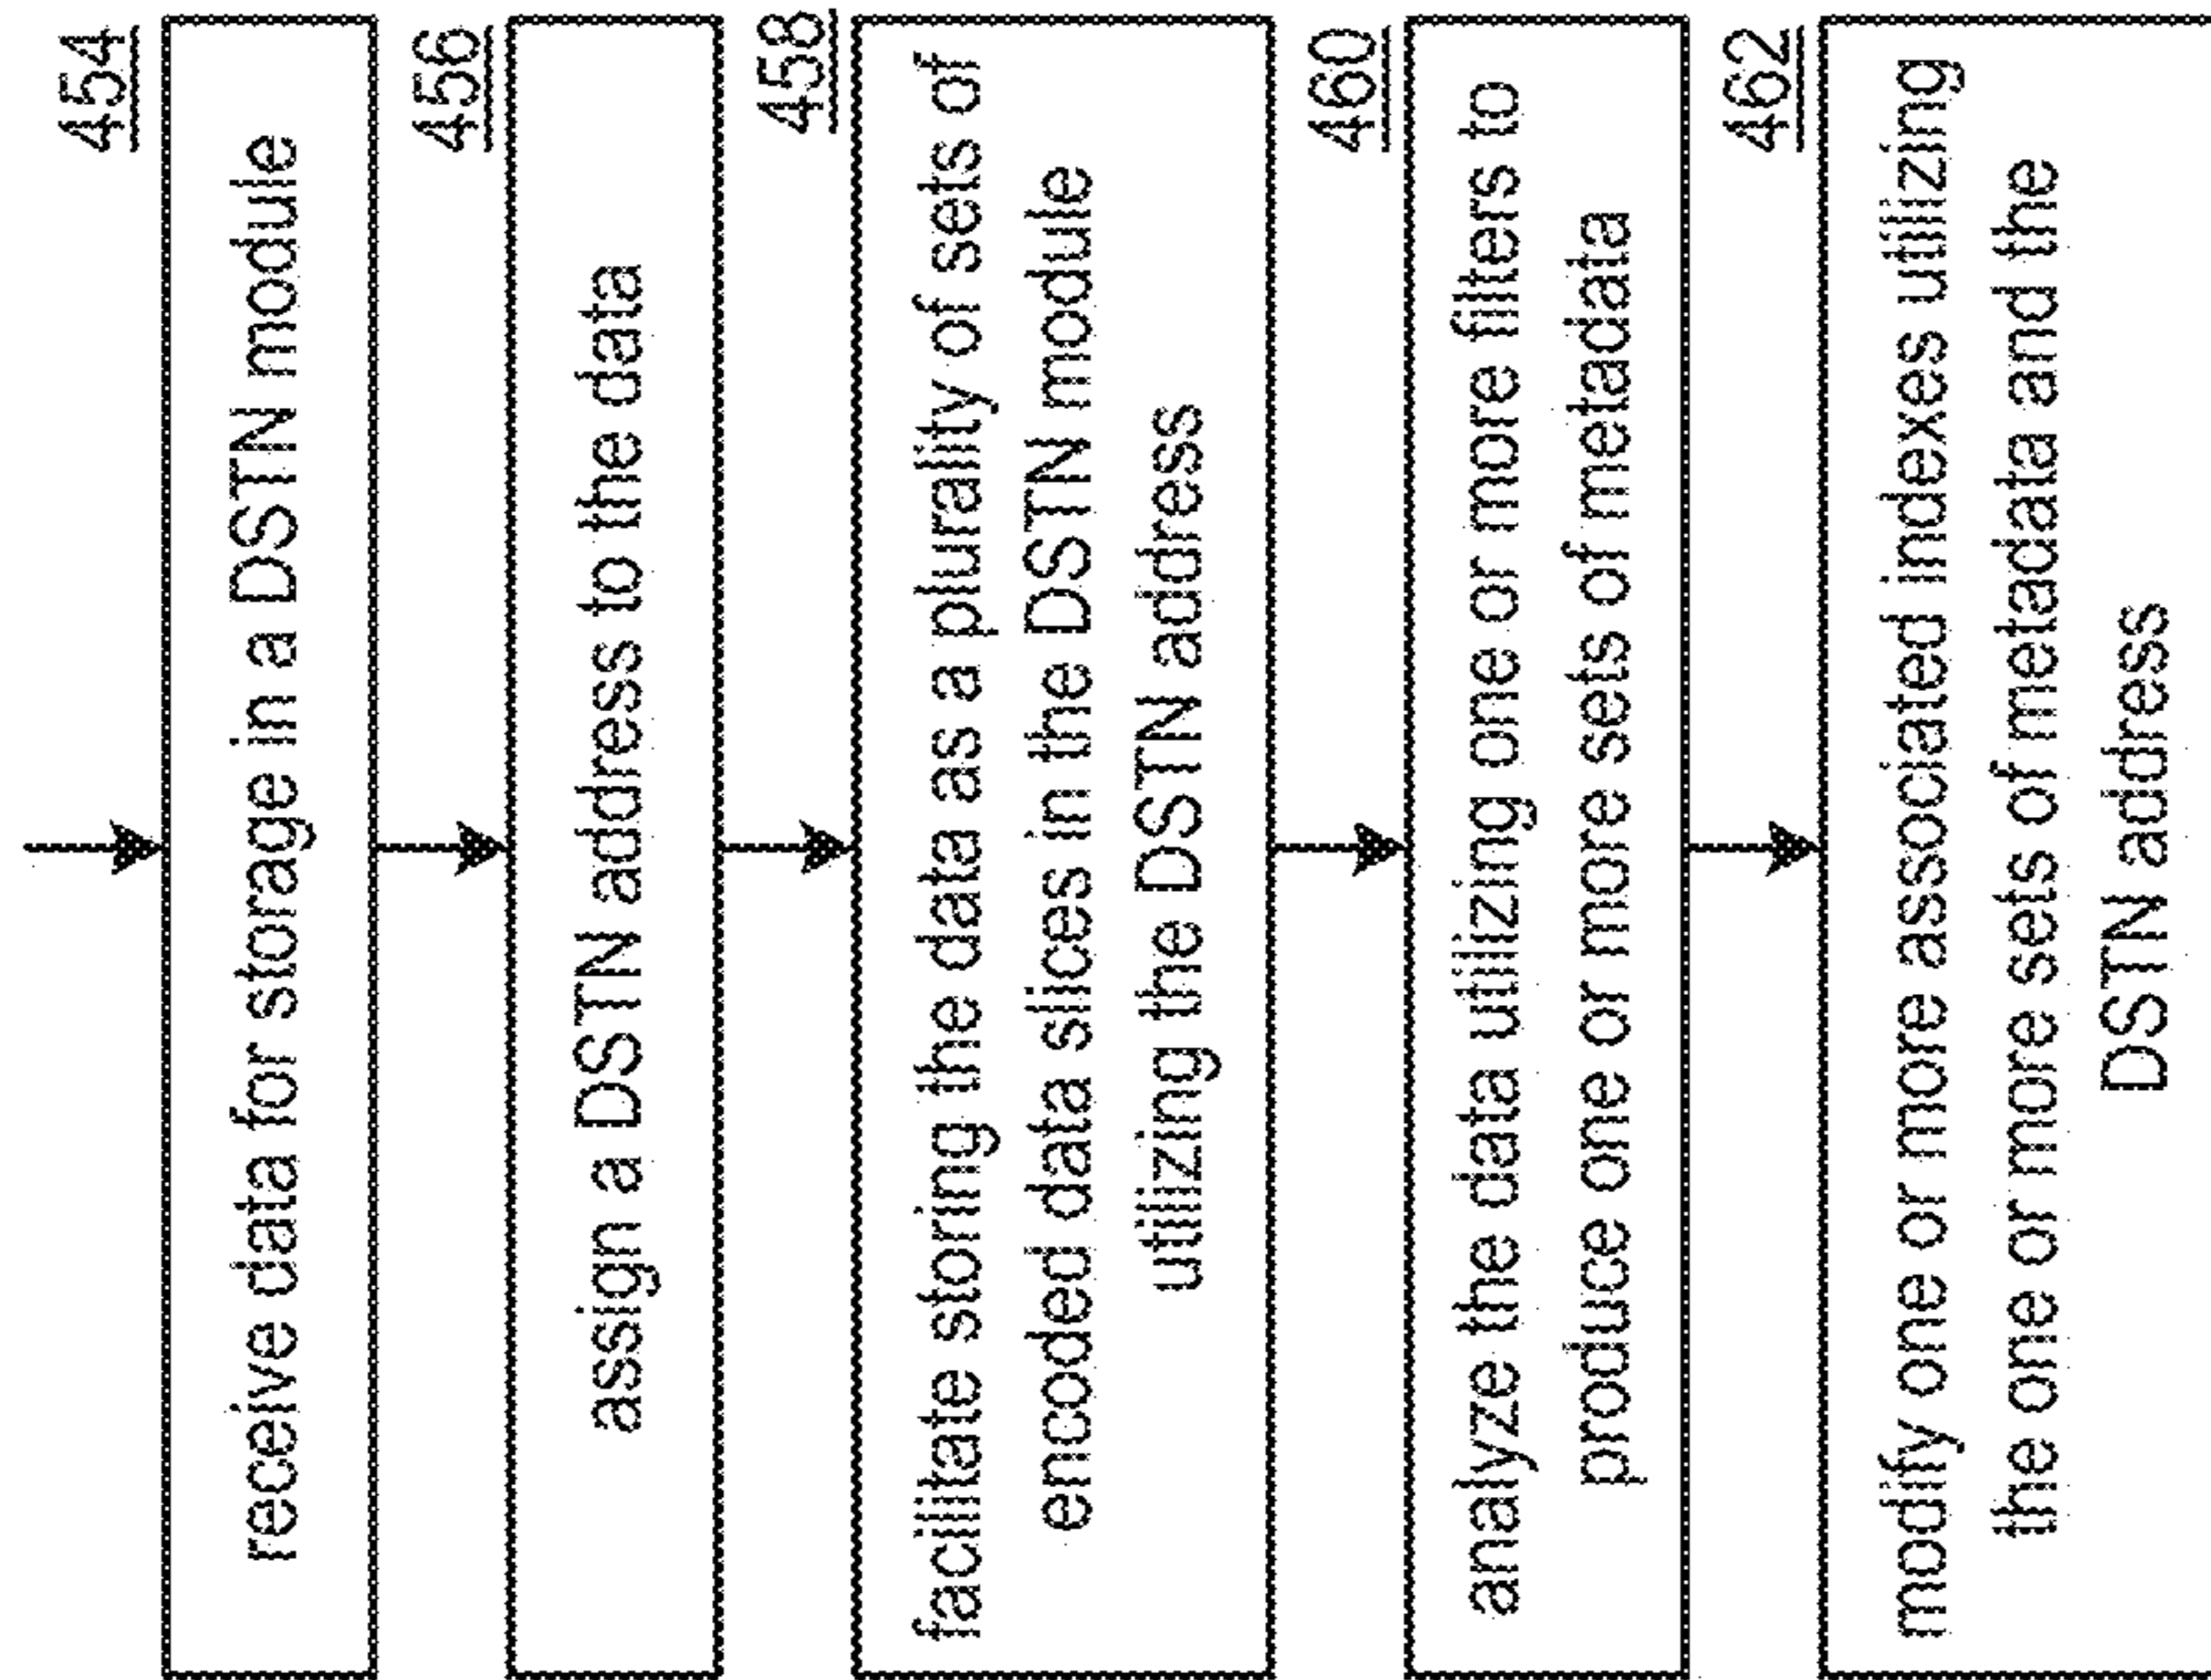 454
receive data for storage in a DSTN module
456
assign a DSTN address to the data
458
facilitate storing the data as a plurality of sets of
encoded data slices in the DSTN module
utilizing the DSTN address
460
analyze the data utilizing one or more filters to
produce one or more sets of metadata
462
modify one or more associated indexes utilizing
the one or more sets of metadata and the
DSTN address